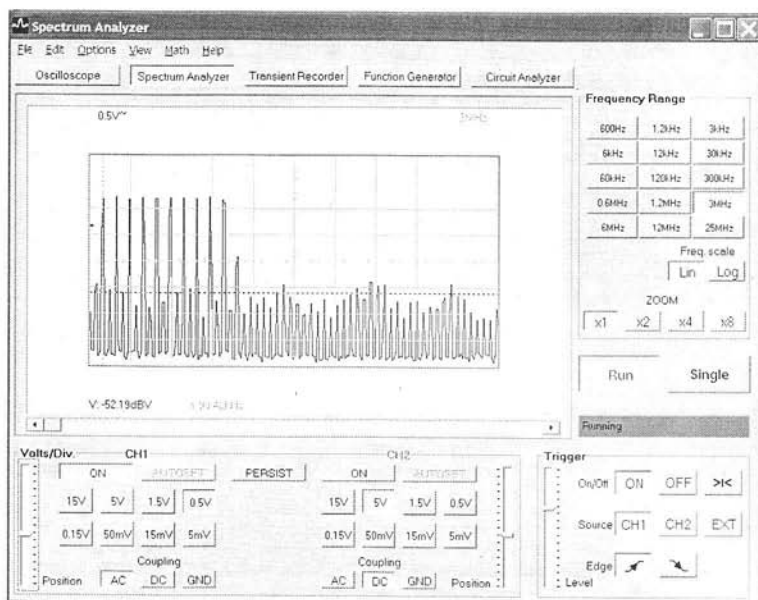 Spectrum Analyzer
File Edit Options View Math Help
Oscilloscope Spectrum Analyzer Transient Recorder Function Generator Circuit Analyzer
0.5V~ 3MHz
V: -52.19dBV
Frequency Range
600Hz 1.2kHz 3kHz
6kHz 12kHz 30kHz
60kHz 120kHz 300kHz
0.6MHz 1.2MHz 3MHz
6MHz 12MHz 25MHz
Freq. scale
Lin Log
ZOOM
x1 x2 x4 x8
Run Single
Running
Volts/Div. CH1 CH2
ON AUTOSET PERSIST ON AUTOSET
15V 5V 1.5V 0.5V 15V 5V 1.5V 0.5V
0.15V 50mV 15mV 5mV 0.15V 50mV 15mV 5mV
Coupling Coupling
Position AC DC GND AC DC GND Position
Trigger
On/Off ON OFF >I<
Source CH1 CH2 EXT
Edge
Level